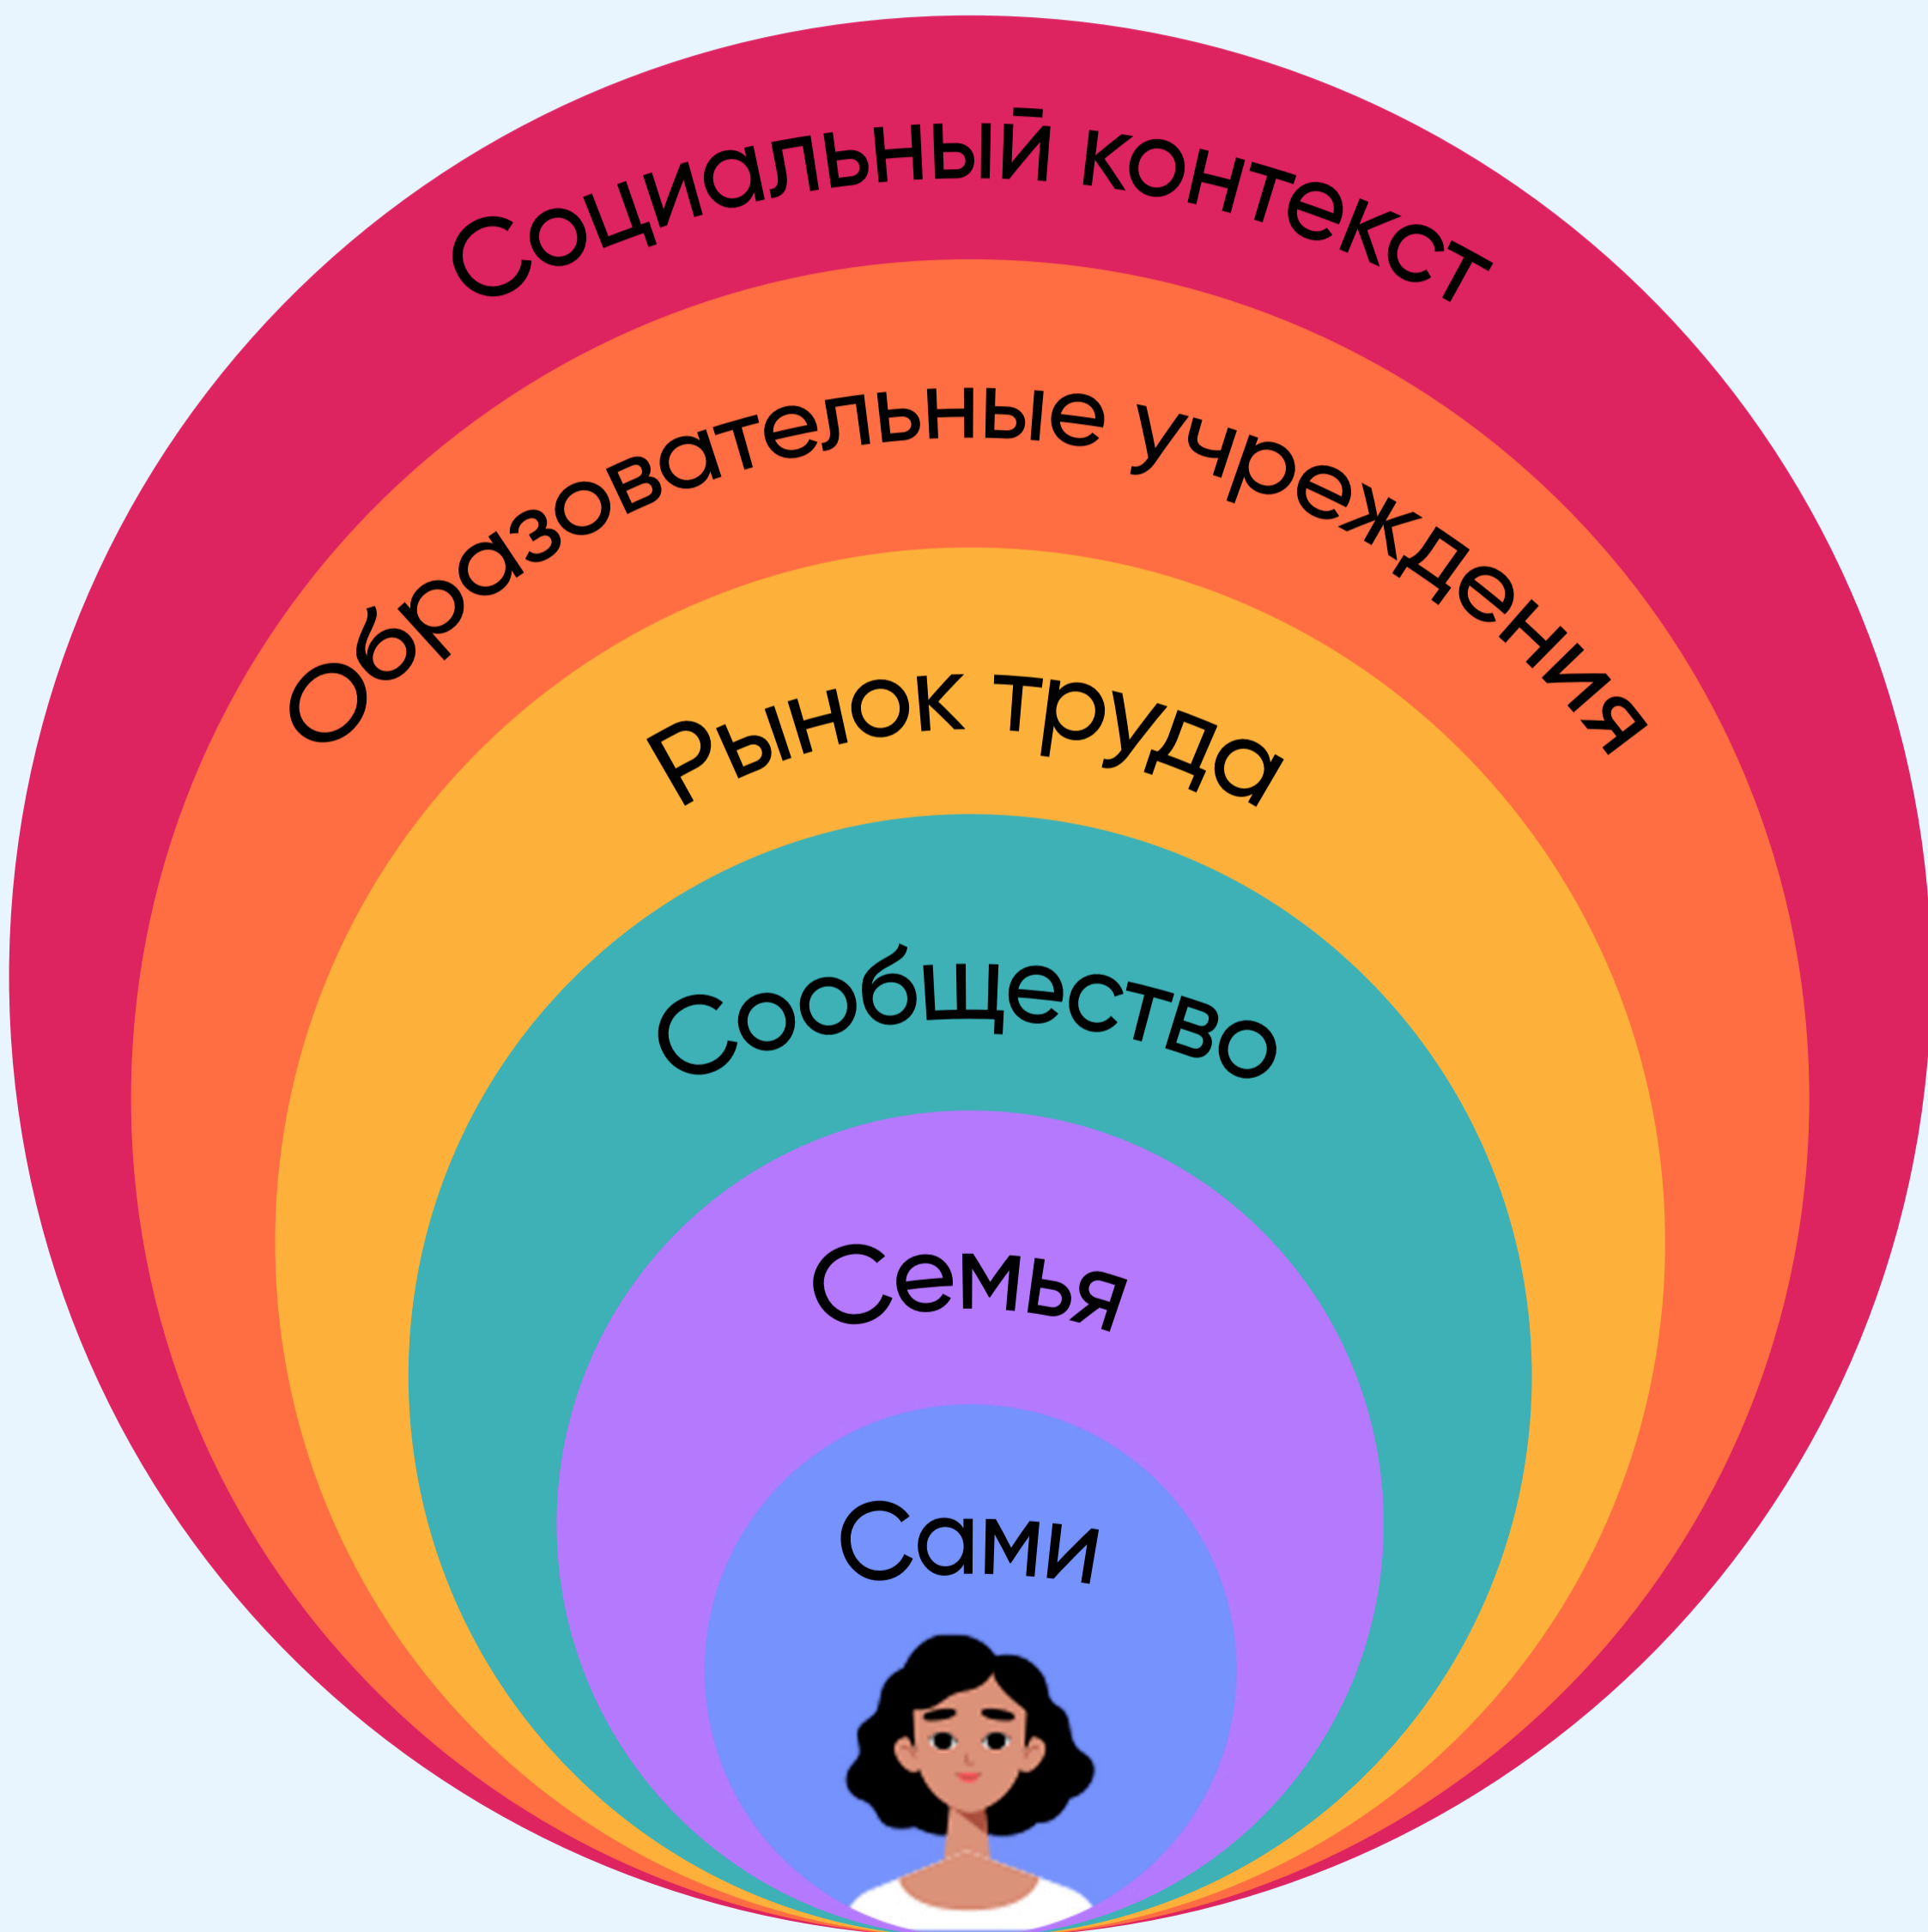 Социальный контекст
Образовательные учреждения
Рынок труда
Сообщество
Семья
Сами